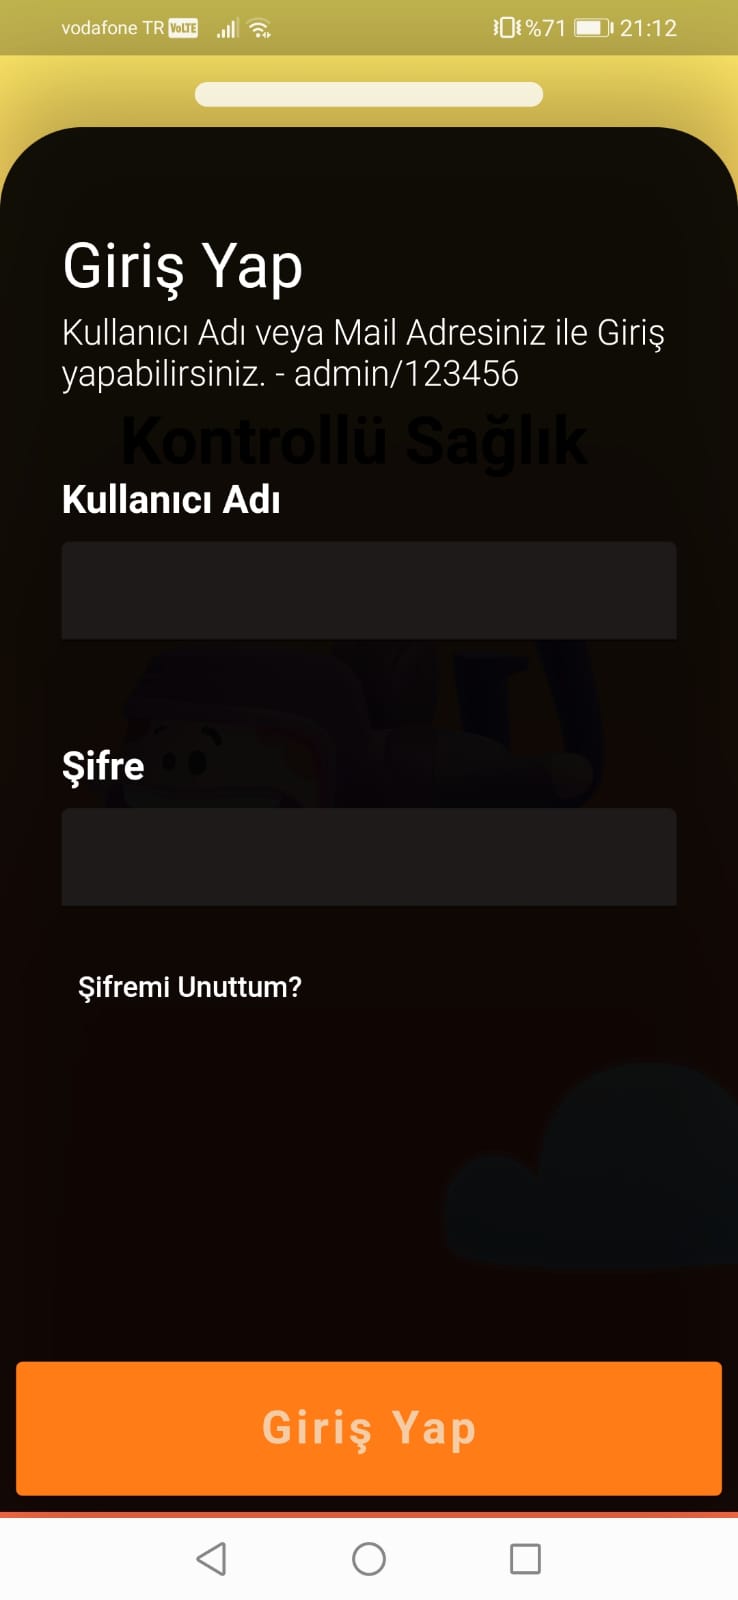 vodafone TR VoLTE %71 21:12
Giriş Yap
Kullanıcı Adı veya Mail Adresiniz ile Giriş
yapabilirsiniz. - admin/123456
Kontrollü Sağlık
Kullanıcı Adı
Şifre
Şifremi Unuttum?
Giriş Yap